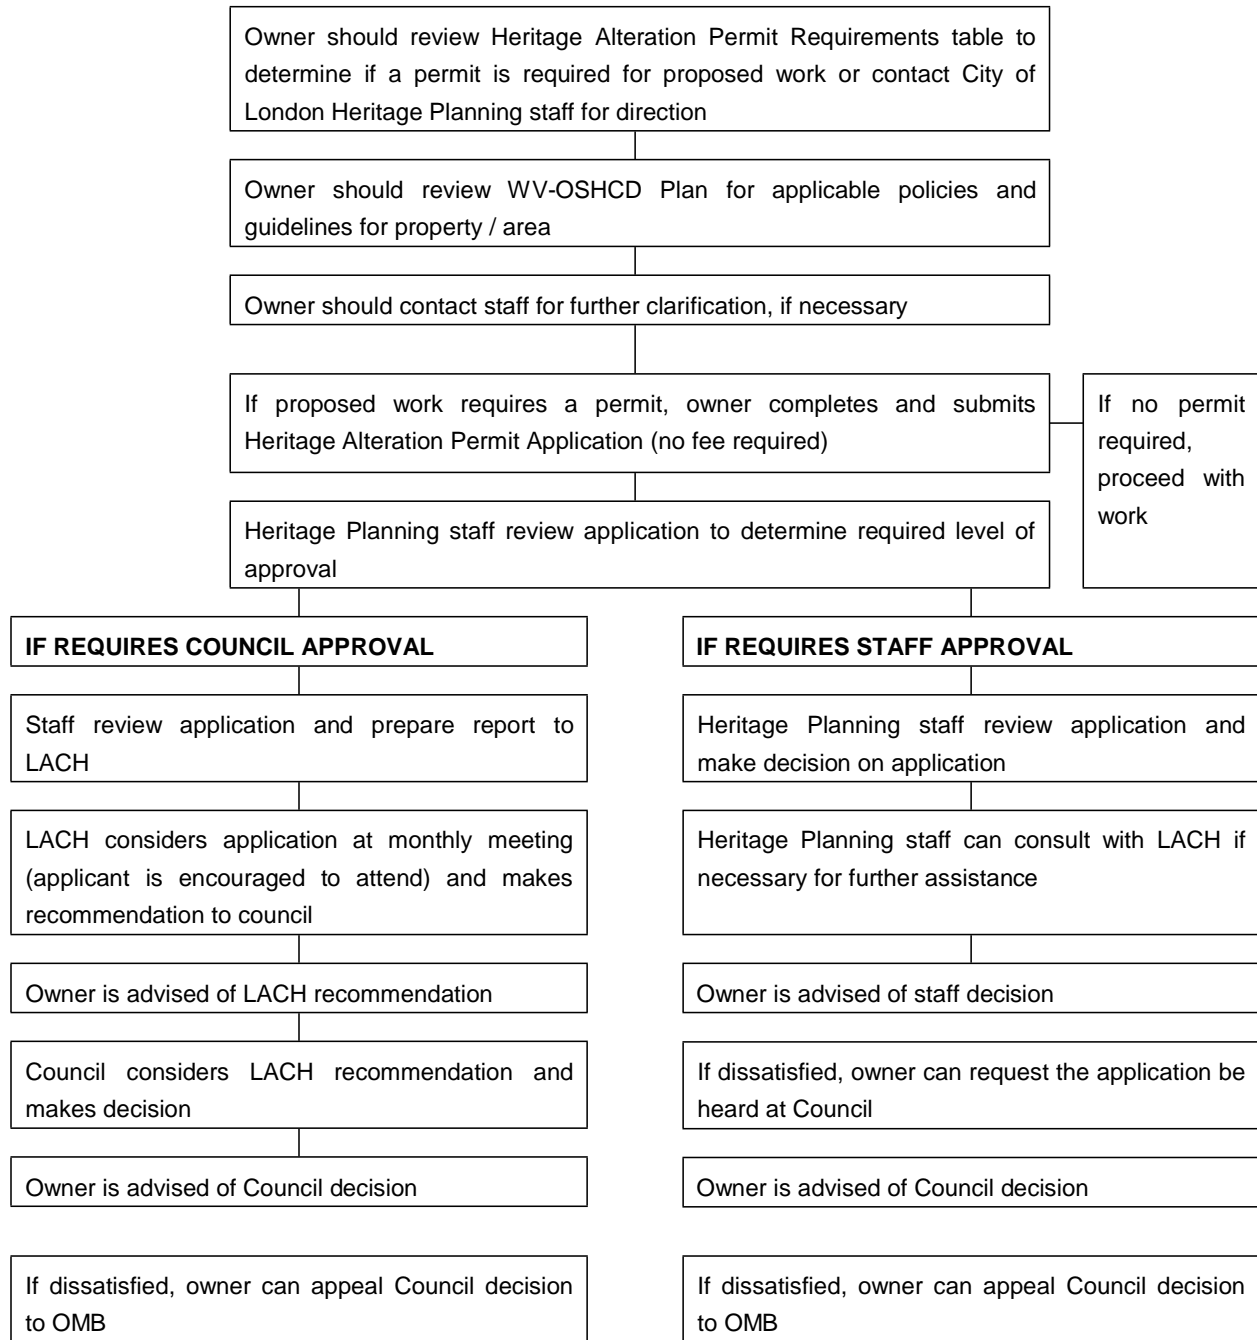 Owner should review Heritage Alteration Permit Requirements table to
determine if a permit is required for proposed work or contact City of
London Heritage Planning staff for direction
Owner should review WV-OSHCD Plan for applicable policies and
guidelines for property / area
Owner should contact staff for further clarification, if necessary
If proposed work requires a permit, owner completes and submits
Heritage Alteration Permit Application (no fee required)
If no permit
required,
proceed with
work
Heritage Planning staff review application to determine required level of
approval
IF REQUIRES COUNCIL APPROVAL
Staff review application and prepare report to
LACH
LACH considers application at monthly meeting
(applicant is encouraged to attend) and makes
recommendation to council
Owner is advised of LACH recommendation
Council considers LACH recommendation and
makes decision
Owner is advised of Council decision
If dissatisfied, owner can appeal Council decision
to OMB
IF REQUIRES STAFF APPROVAL
Heritage Planning staff review application and
make decision on application
Heritage Planning staff can consult with LACH if
necessary for further assistance
Owner is advised of staff decision
If dissatisfied, owner can request the application be
heard at Council
Owner is advised of Council decision
If dissatisfied, owner can appeal Council decision
to OMB